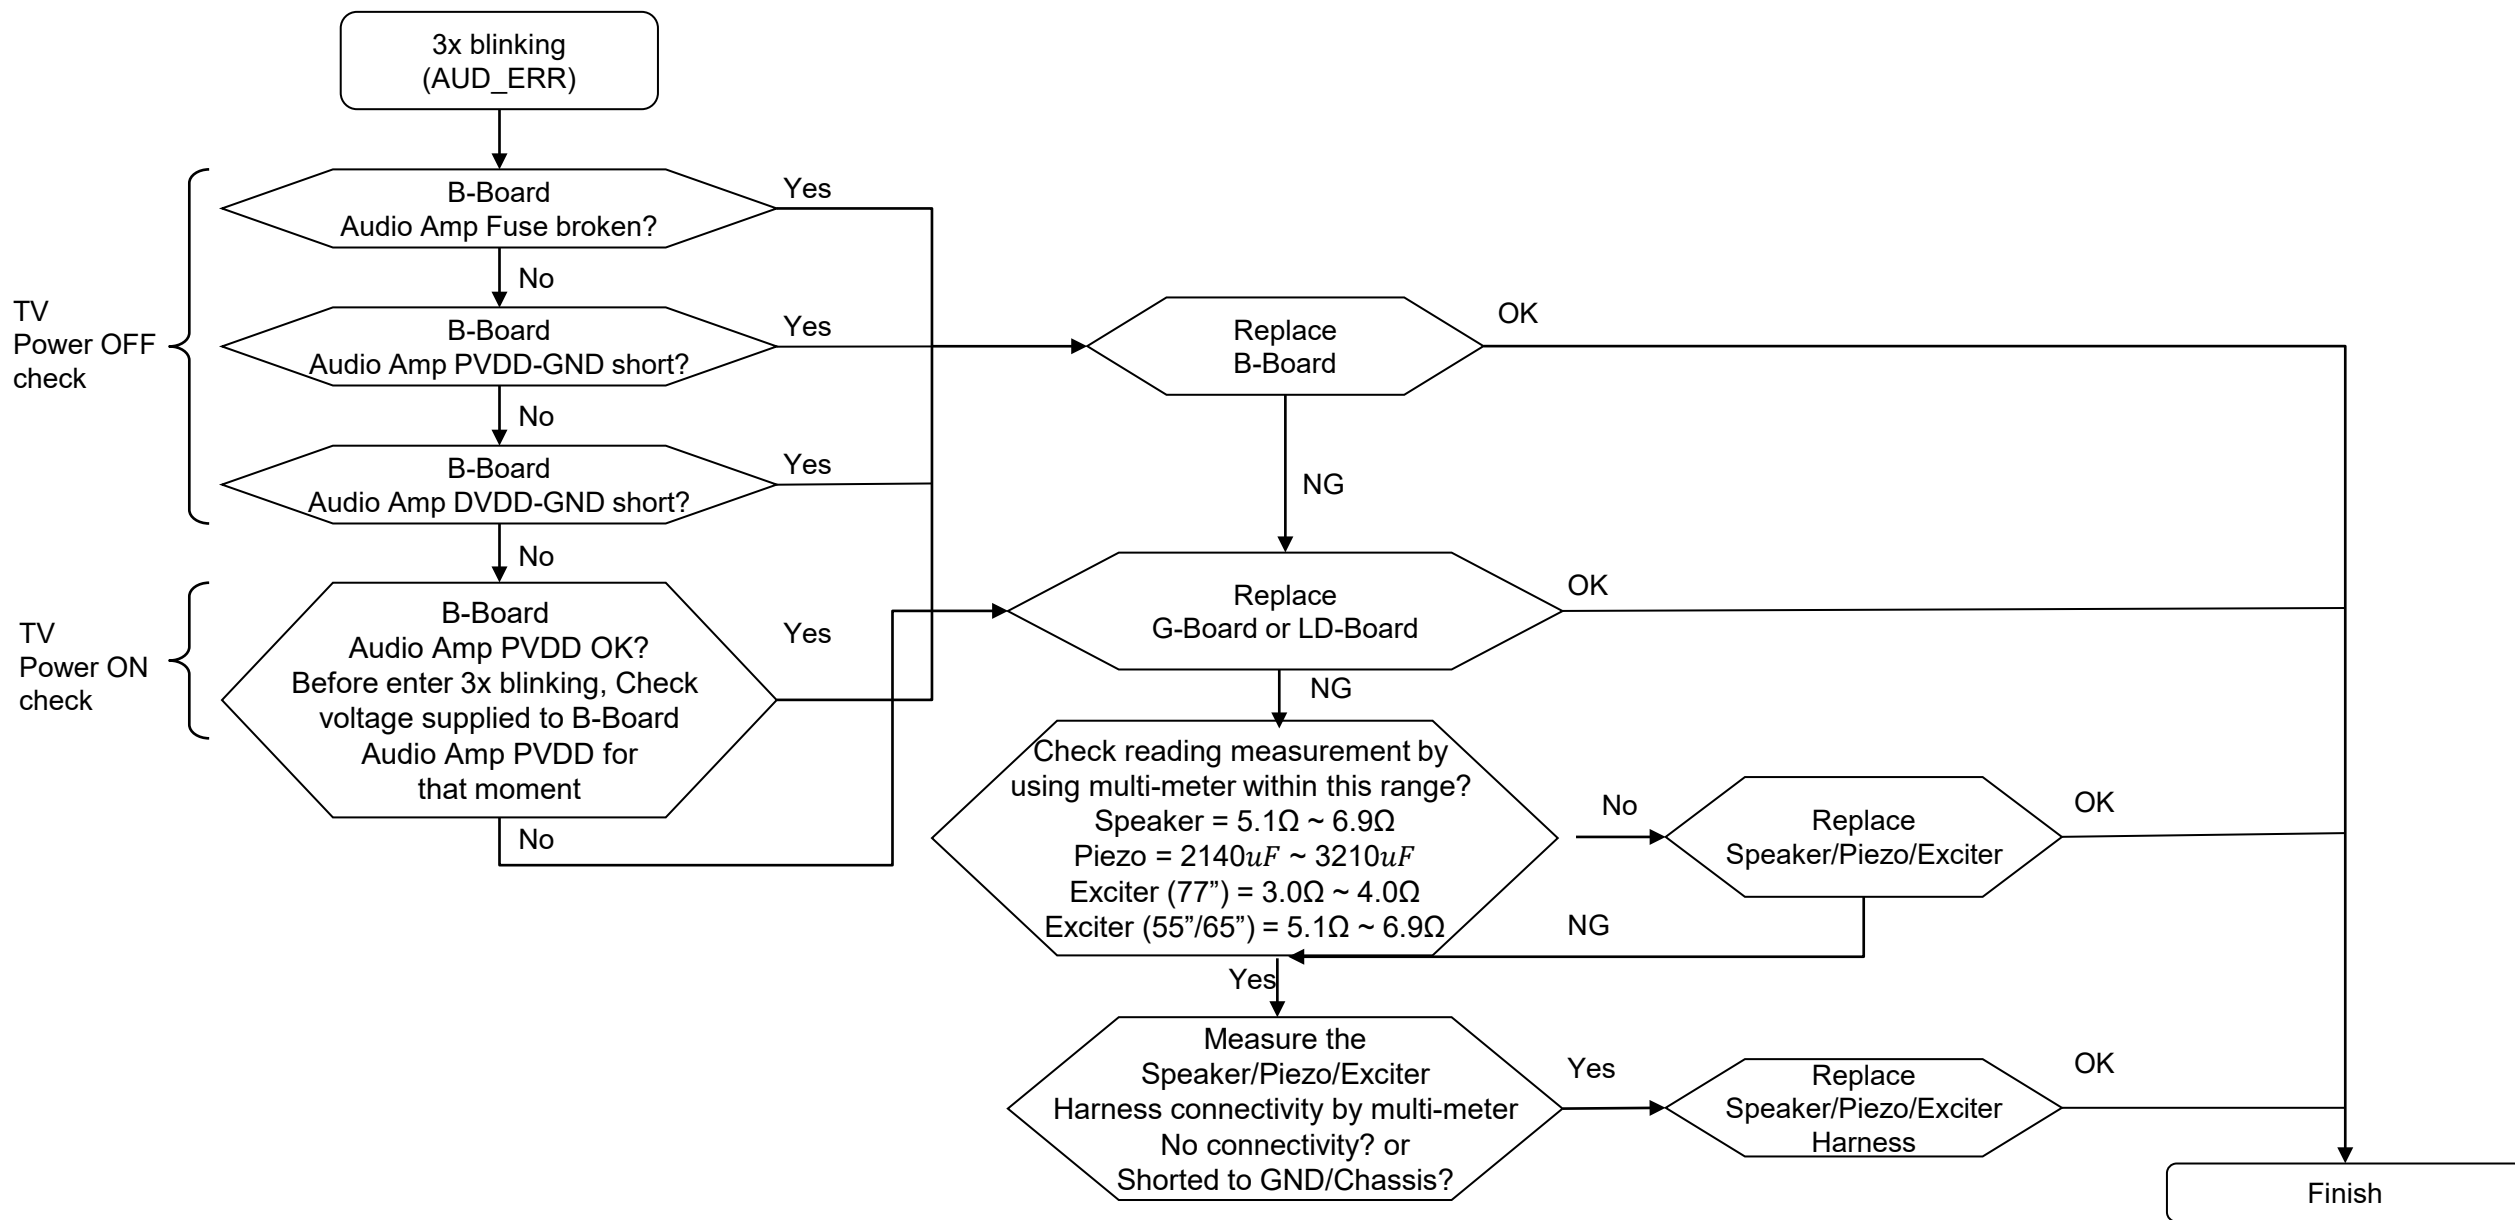 3x blinking
(AUD_ERR)
B-Board
Audio Amp Fuse broken?
Yes
No
TV
Power OFF
check
B-Board
Audio Amp PVDD-GND short?
Yes
No
B-Board
Audio Amp DVDD-GND short?
Yes
No
TV
Power ON
check
B-Board
Audio Amp PVDD OK?
Before enter 3x blinking, Check
voltage supplied to B-Board
Audio Amp PVDD for
that moment
Yes
No
Replace
B-Board
OK
NG
Replace
G-Board or LD-Board
OK
NG
Check reading measurement by
using multi-meter within this range?
Speaker = 5.1Ω ~ 6.9Ω
Piezo = 2140uF ~ 3210uF
Exciter (77”) = 3.0Ω ~ 4.0Ω
Exciter (55”/65”) = 5.1Ω ~ 6.9Ω
No
Replace
Speaker/Piezo/Exciter
OK
NG
Yes
Measure the
Speaker/Piezo/Exciter
Harness connectivity by multi-meter
No connectivity? or
Shorted to GND/Chassis?
Yes
Replace
Speaker/Piezo/Exciter
Harness
OK
Finish